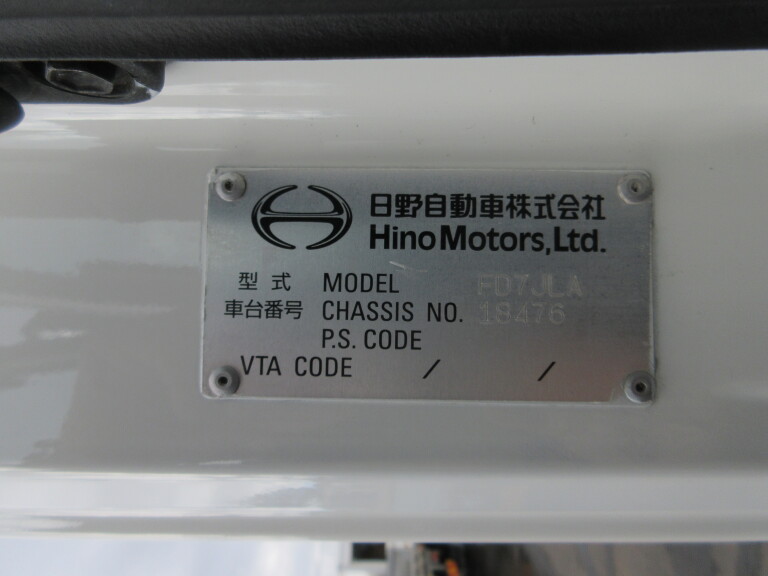 日野自動車株式会社
Hino Motors, Ltd.
型式 MODEL FD7JLA
車台番号 CHASSIS NO. 18476
P.S. CODE
VTA CODE / /